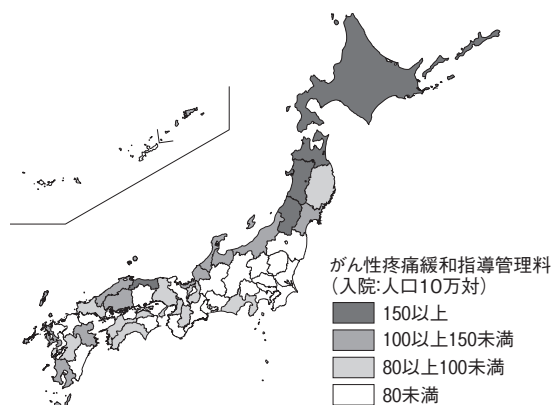 がん性疼痛緩和指導管理料
(入院:人口10万対)
150以上
100以上150未満
80以上100未満
80未満